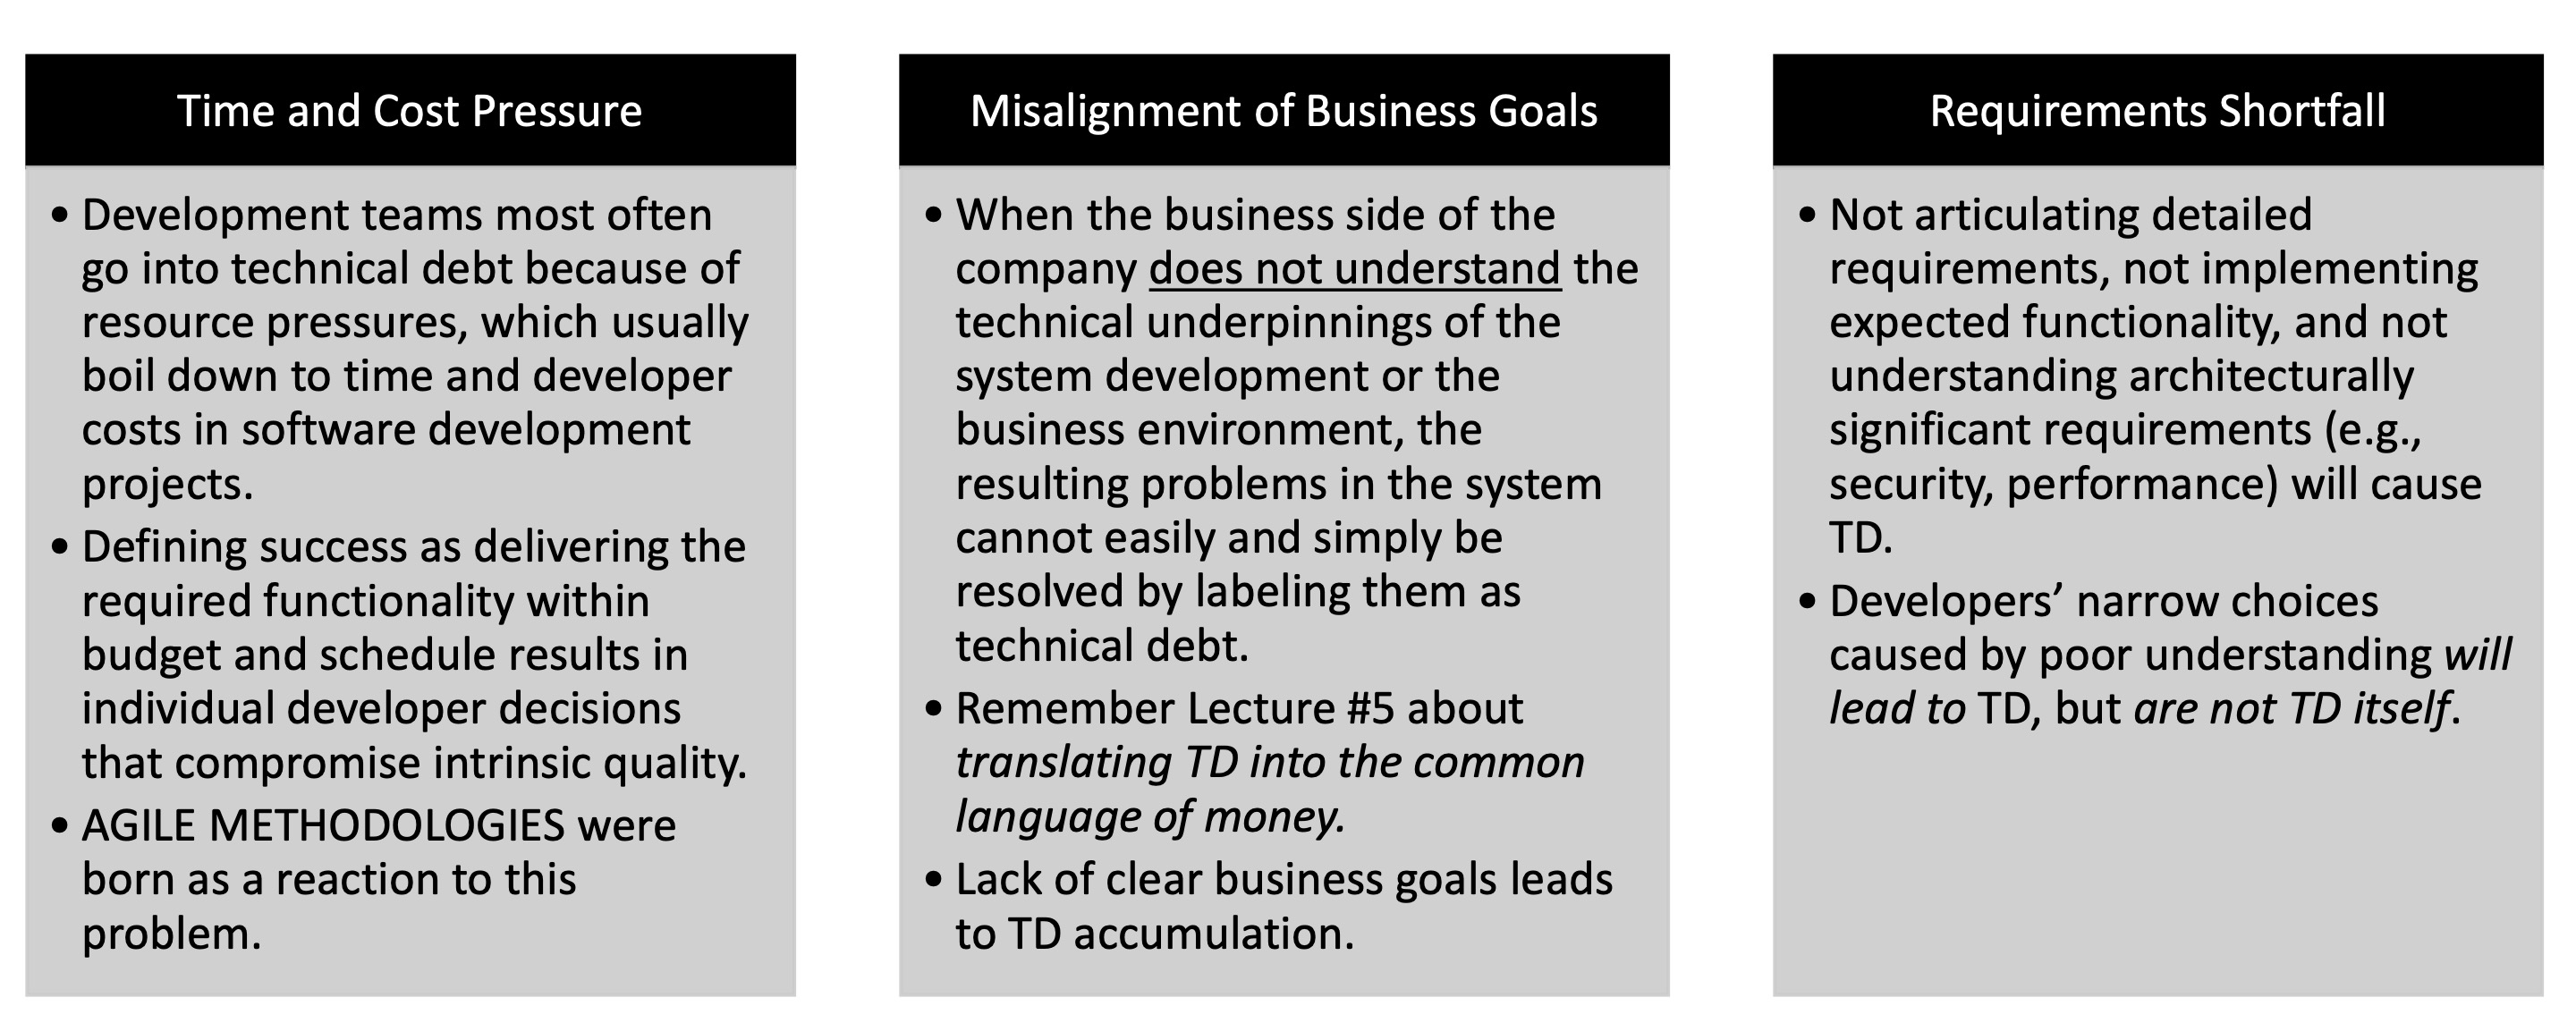 Time and Cost Pressure
• Development teams most often
go into technical debt because of
resource pressures, which usually
boil down to time and developer
costs in software development
projects.
• Defining success as delivering the
required functionality within
budget and schedule results in
individual developer decisions
that compromise intrinsic quality.
• AGILE METHODOLOGIES were
born as a reaction to this
problem.
Misalignment of Business Goals
• When the business side of the
company does not understand the
technical underpinnings of the
system development or the
business environment, the
resulting problems in the system
cannot easily and simply be
resolved by labeling them as
technical debt.
• Remember Lecture #5 about
translating TD into the common
language of money.
• Lack of clear business goals leads
to TD accumulation.
Requirements Shortfall
• Not articulating detailed
requirements, not implementing
expected functionality, and not
understanding architecturally
significant requirements (e.g.,
security, performance) will cause
TD.
• Developers’ narrow choices
caused by poor understanding will
lead to TD, but are not TD itself.